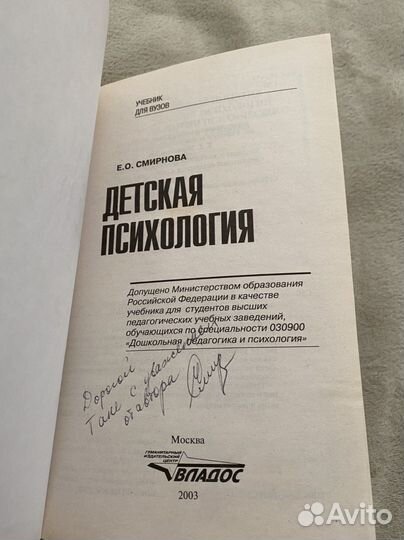 УЧЕБНИК
ДЛЯ ВУЗОВ
Е.О. СМИРНОВА
ДЕТСКАЯ
ПСИХОЛОГИЯ
Допущено Министерством образования
Российской Федерации в качестве
учебника для студентов высших
педагогических учебных заведений,
обучающихся по специальности 030900
«Дошкольная педагогика и психология»
Дорогой
Тане с уважением
от автора
Москва
ГУМАНИТАРНЫЙ
ИЗДАТЕЛЬСКИЙ
ЦЕНТР
ВЛАДОС
2003
Avito